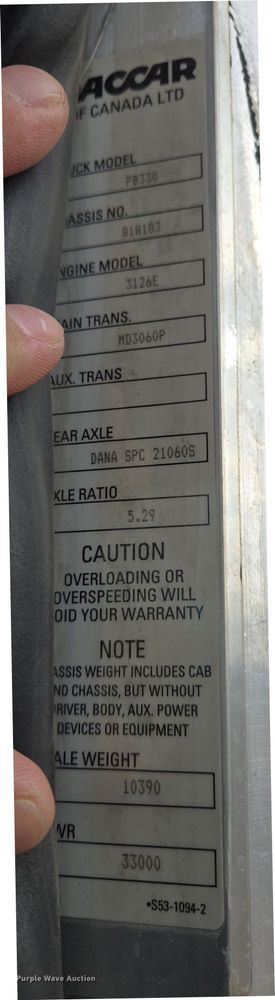 ACCAR
OF CANADA LTD
UCK MODEL
PB330
ASSIS NO.
818183
NGINE MODEL
3126E
AIN TRANS.
MD3060P
AUX. TRANS
EAR AXLE
DANA SPC 21060S
XLE RATIO
5.29
CAUTION
OVERLOADING OR
OVERSPEEDING WILL
OID YOUR WARRANTY
NOTE
ASSIS WEIGHT INCLUDES CAB
ND CHASSIS, BUT WITHOUT
RIVER, BODY, AUX. POWER
DEVICES OR EQUIPMENT
ALE WEIGHT
10390
WR
33000
*S53-1094-2
Purple Wave Auction